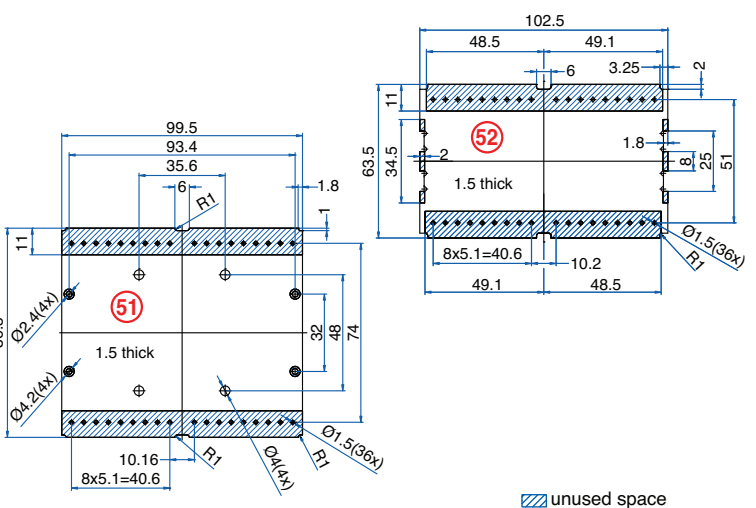 102.5
48.5
49.1
3.25
2
6
11
63.5
34.5
52
2
1.5 thick
1.8
8
25
51
Ø1.5(36x)
R1
8x5.1=40.6
10.2
49.1
48.5
99.5
93.4
35.6
6
R1
1.8
1
11
51
Ø2.4(4x)
1.5 thick
32
48
74
Ø4.2(4x)
10.16
8x5.1=40.6
R1
Ø4(4x)
Ø1.5(36x)
R1
unused space